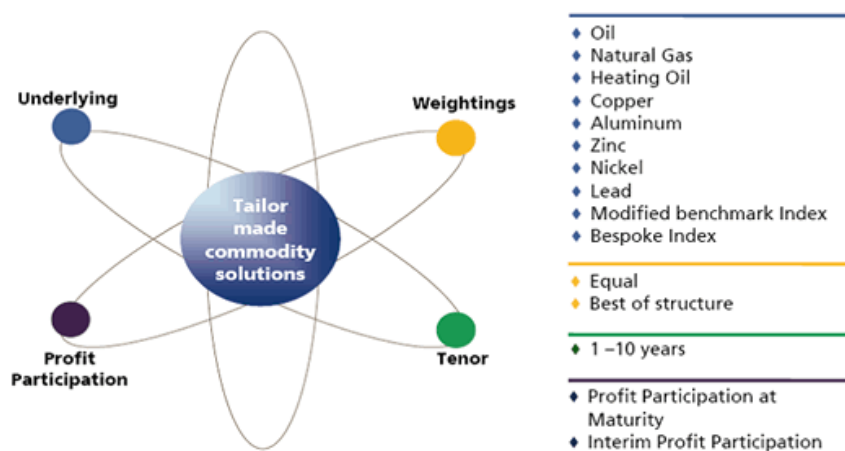 Underlying
Weightings
Tailor
made
commodity
solutions
Profit
Participation
Tenor
Oil
Natural Gas
Heating Oil
Copper
Aluminum
Zinc
Nickel
Lead
Modified benchmark Index
Bespoke Index
Equal
Best of structure
1 –10 years
Profit Participation at
Maturity
Interim Profit Participation